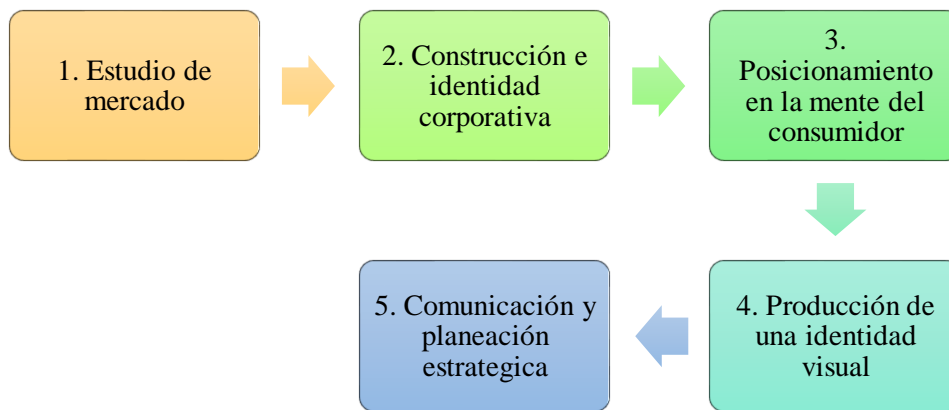 1. Estudio de
mercado
2. Construcción e
identidad
corporativa
3.
Posicionamiento
en la mente del
consumidor
4. Producción de
una identidad
visual
5. Comunicación y
planeación
estrategica